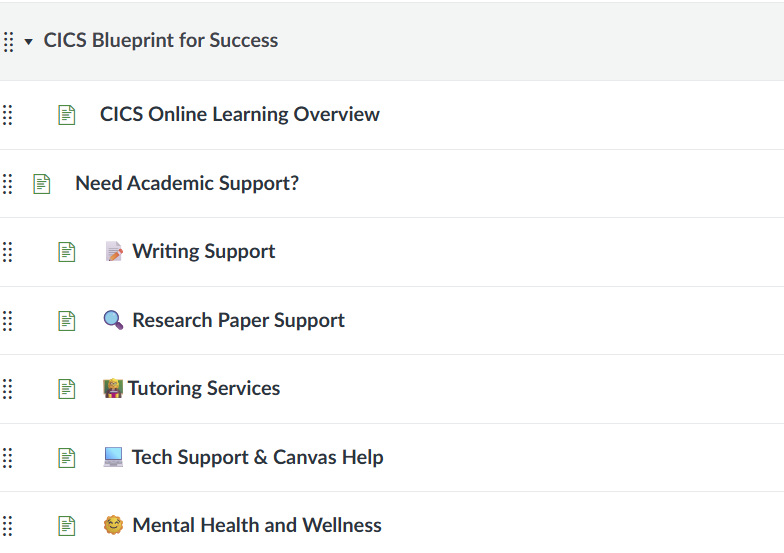 CICS Blueprint for Success
CICS Online Learning Overview
Need Academic Support?
📝 Writing Support
🔍 Research Paper Support
Tutoring Services
💻 Tech Support & Canvas Help
Mental Health and Wellness